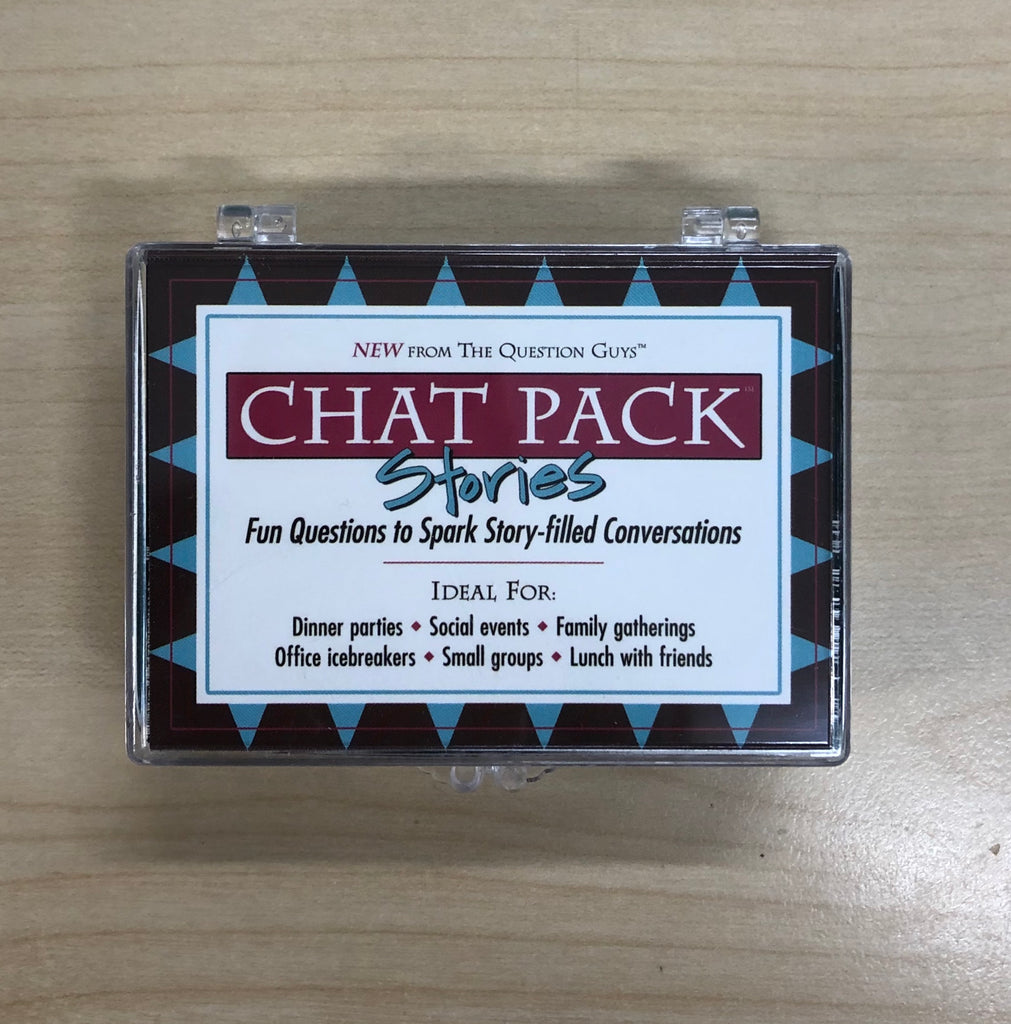 NEW FROM THE QUESTION GUYS™
CHAT PACK
Stories
Fun Questions to Spark Story-filled Conversations
IDEAL FOR:
Dinner parties ♦ Social events ♦ Family gatherings
Office icebreakers ♦ Small groups ♦ Lunch with friends